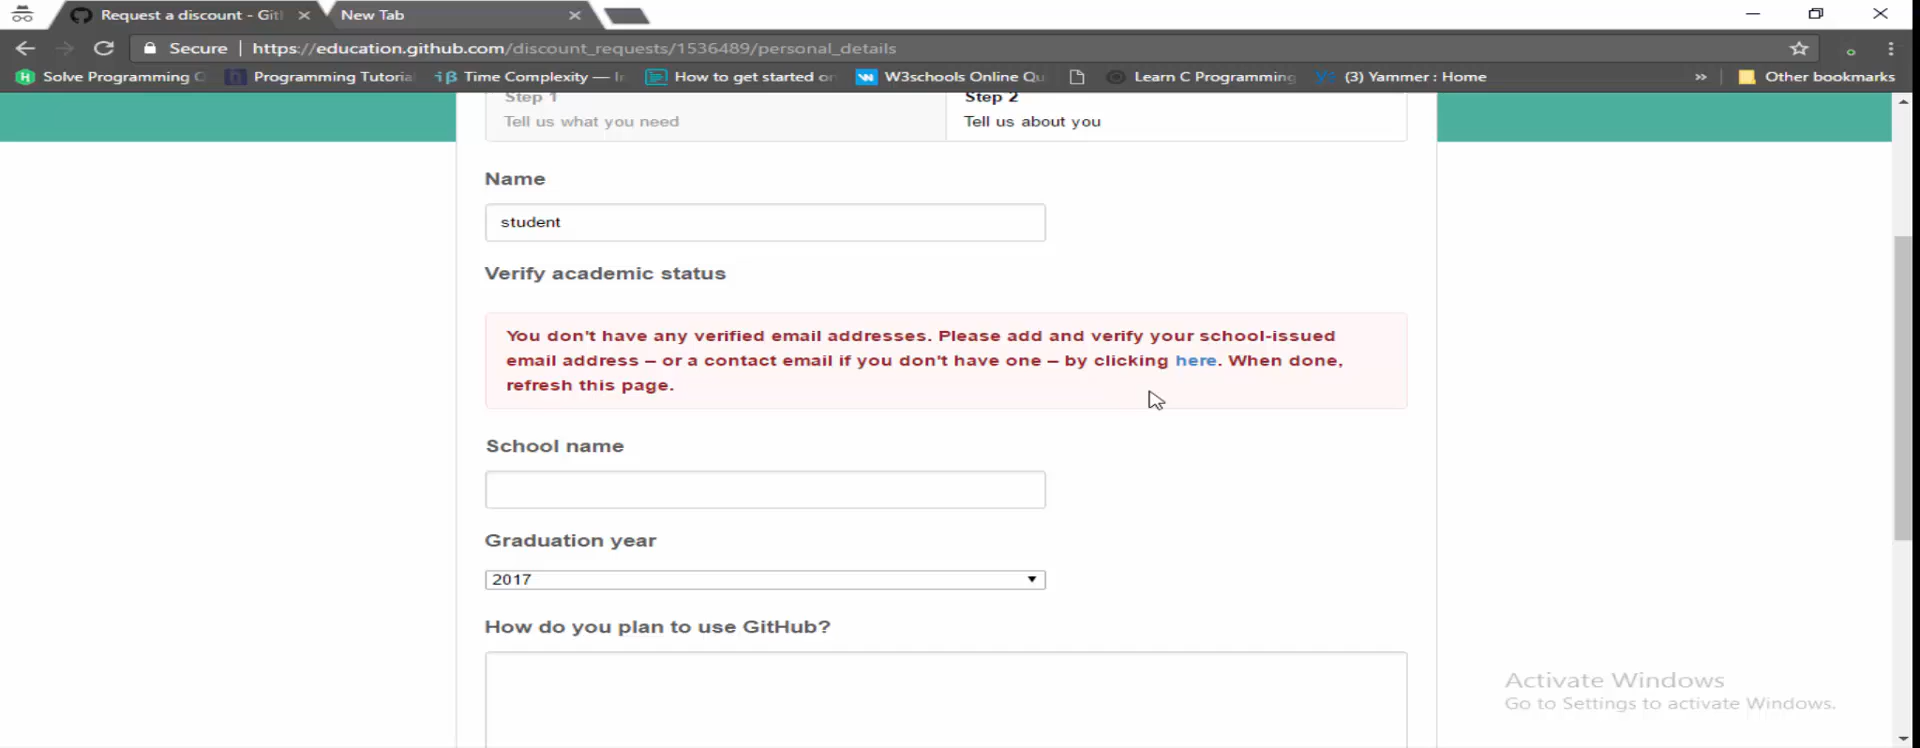 Request a discount - Gitl
New Tab
Secure https://education.github.com/discount_requests/1536489/personal_details
Solve Programming Programming Tutoria Time Complexity — In How to get started on W3schools Online Qu Learn C Programming (3) Yammer : Home » Other bookmarks
Step 1
Tell us what you need
Step 2
Tell us about you
Name
student
Verify academic status
You don't have any verified email addresses. Please add and verify your school-issued
email address – or a contact email if you don't have one – by clicking here. When done,
refresh this page.
School name
Graduation year
2017
How do you plan to use GitHub?
Activate Windows
Go to Settings to activate Windows.